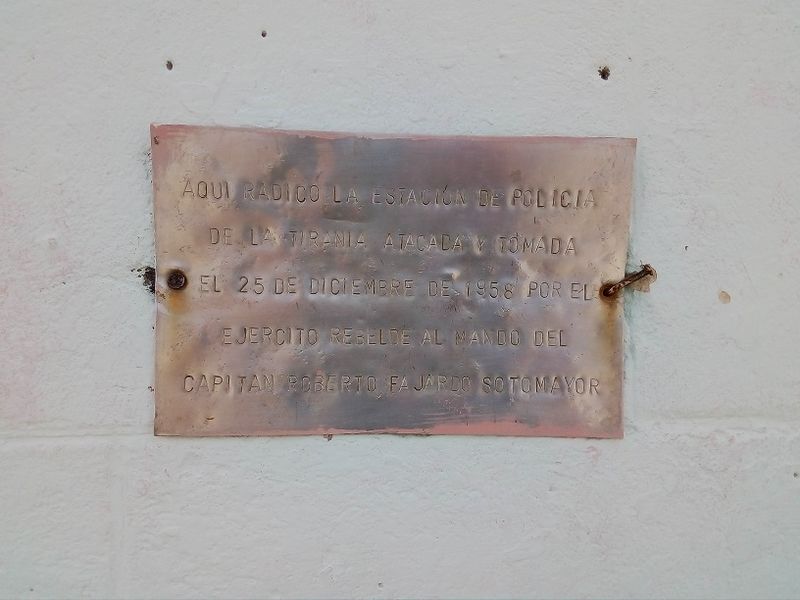 AQUI RADICO LA ESTACIÓN DE POLICIA
DE LA TIRANIA ATACADA Y TOMADA
EL 25 DE DICIEMBRE DE 1958 POR EL
EJERCITO REBELDE AL MANDO DEL
CAPITAN ROBERTO FAJARDO SOTOMAYOR